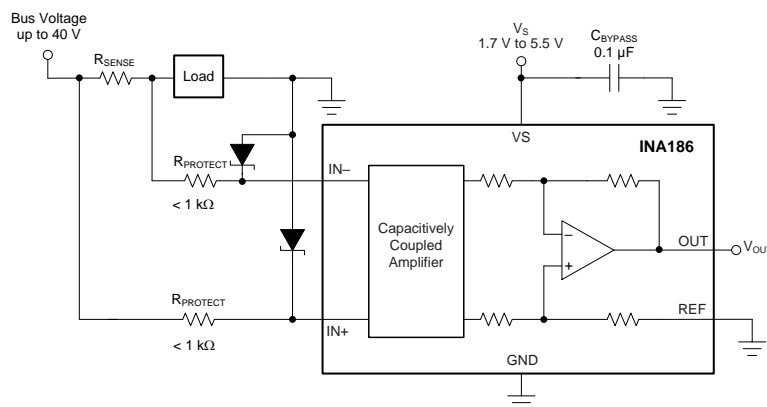 Bus Voltage
up to 40 V
RSENSE
Load
VS
1.7 V to 5.5 V
CBYPASS
0.1 µF
VS
INA186
RPROTECT
< 1 kΩ
IN–
Capacitively
Coupled
Amplifier
–
+
OUT
VOUT
RPROTECT
< 1 kΩ
IN+
REF
GND